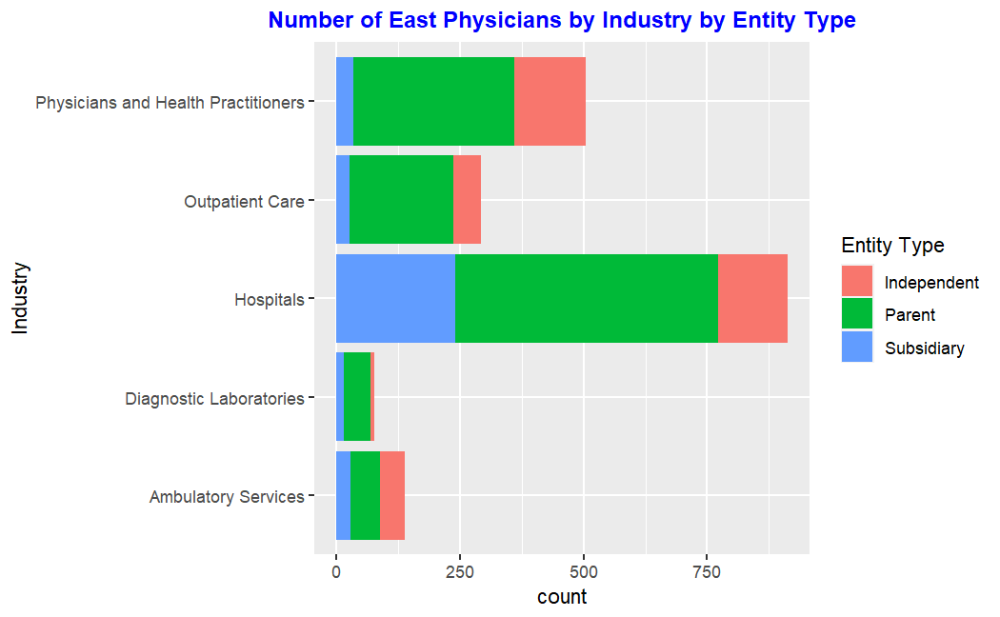 Number of East Physicians by Industry by Entity Type
Industry
Physicians and Health Practitioners
Outpatient Care
Hospitals
Diagnostic Laboratories
Ambulatory Services
0 250 500 750
count
Entity Type
Independent
Parent
Subsidiary